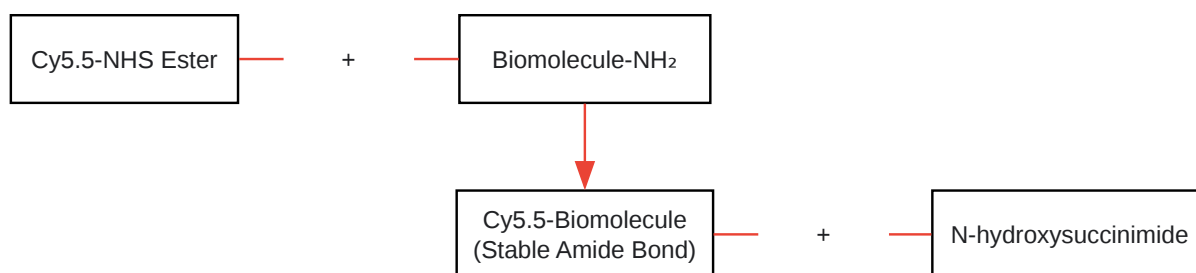 Cy5.5-NHS Ester
+
Biomolecule-NH₂
Cy5.5-Biomolecule
(Stable Amide Bond)
+
N-hydroxysuccinimide